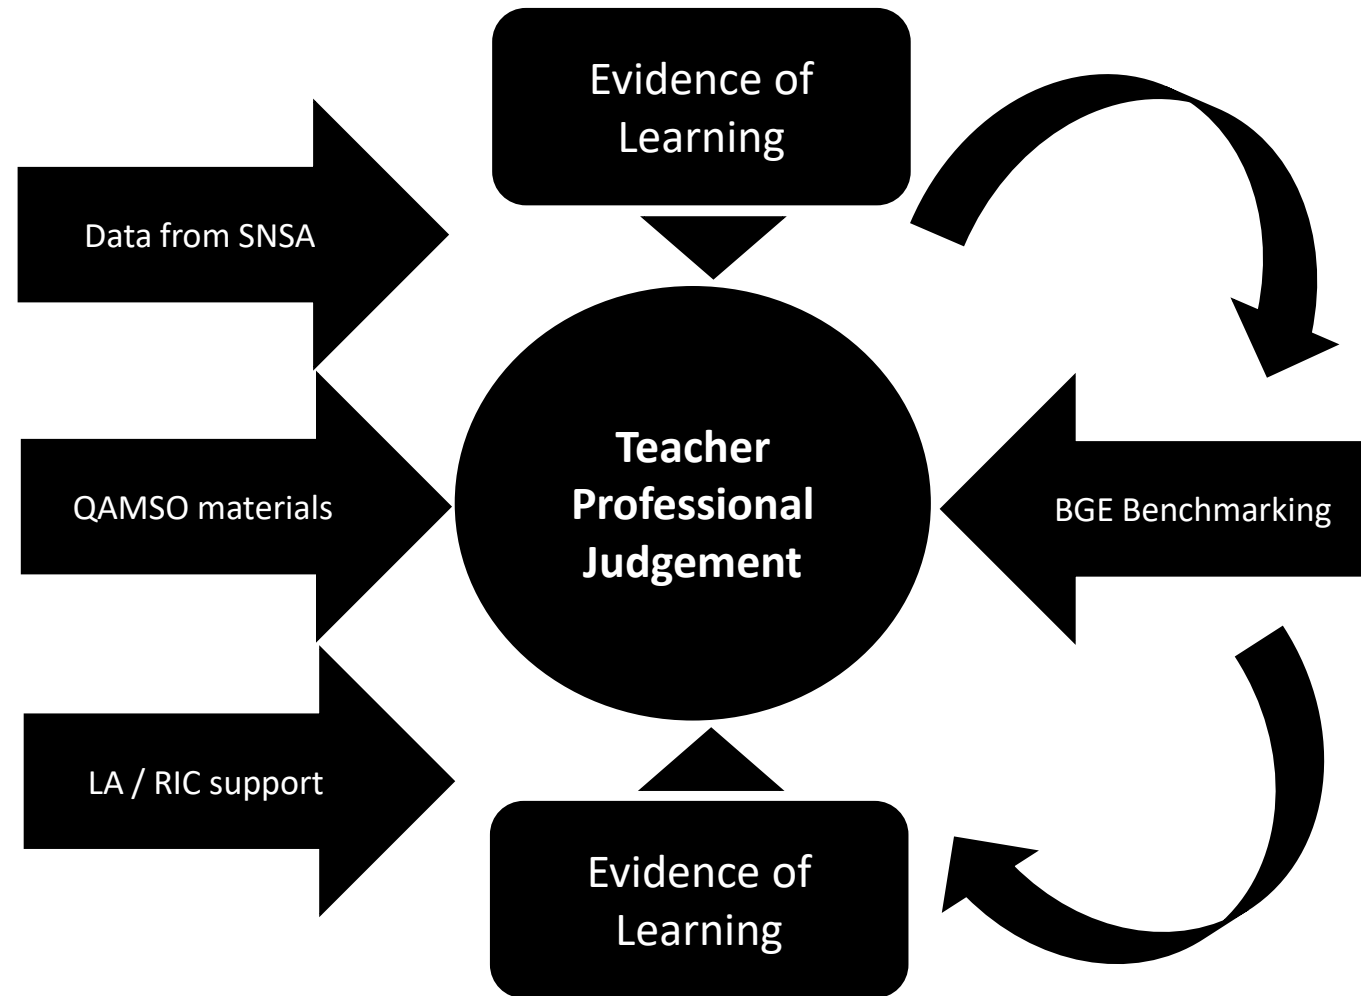 Evidence of
Learning
Data from SNSA
Teacher
Professional
Judgement
QAMSO materials
BGE Benchmarking
LA / RIC support
Evidence of
Learning